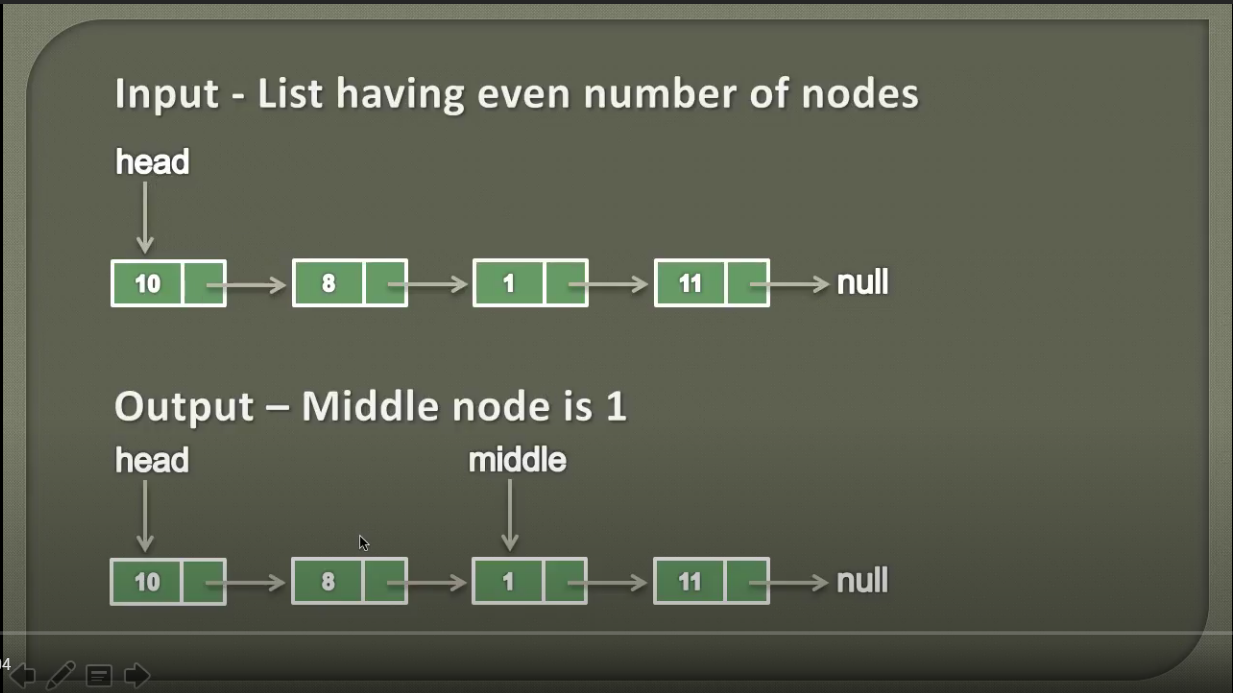 Input - List having even number of nodes
head
10 8 1 11 null
Output – Middle node is 1
head middle
10 8 1 11 null
04